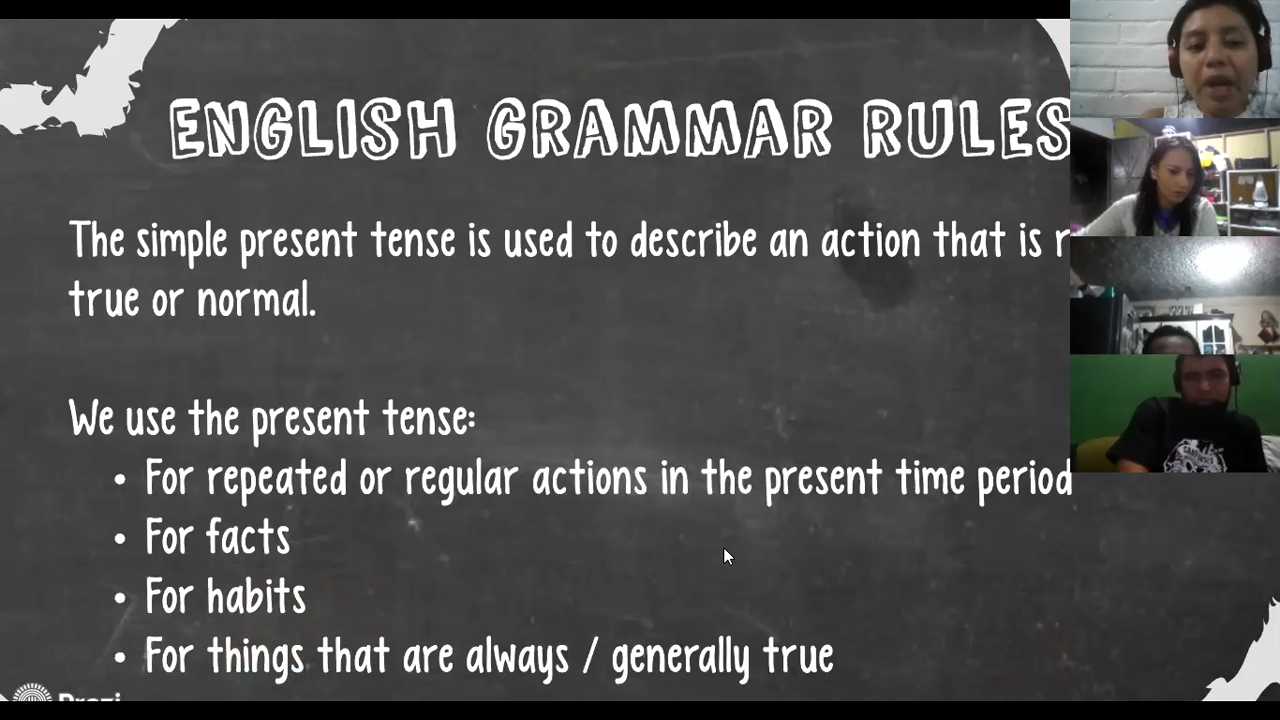 ENGLISH GRAMMAR RULES
The simple present tense is used to describe an action that is
true or normal.
We use the present tense:
• For repeated or regular actions in the present time period
• For facts
• For habits
• For things that are always / generally true
Prezi